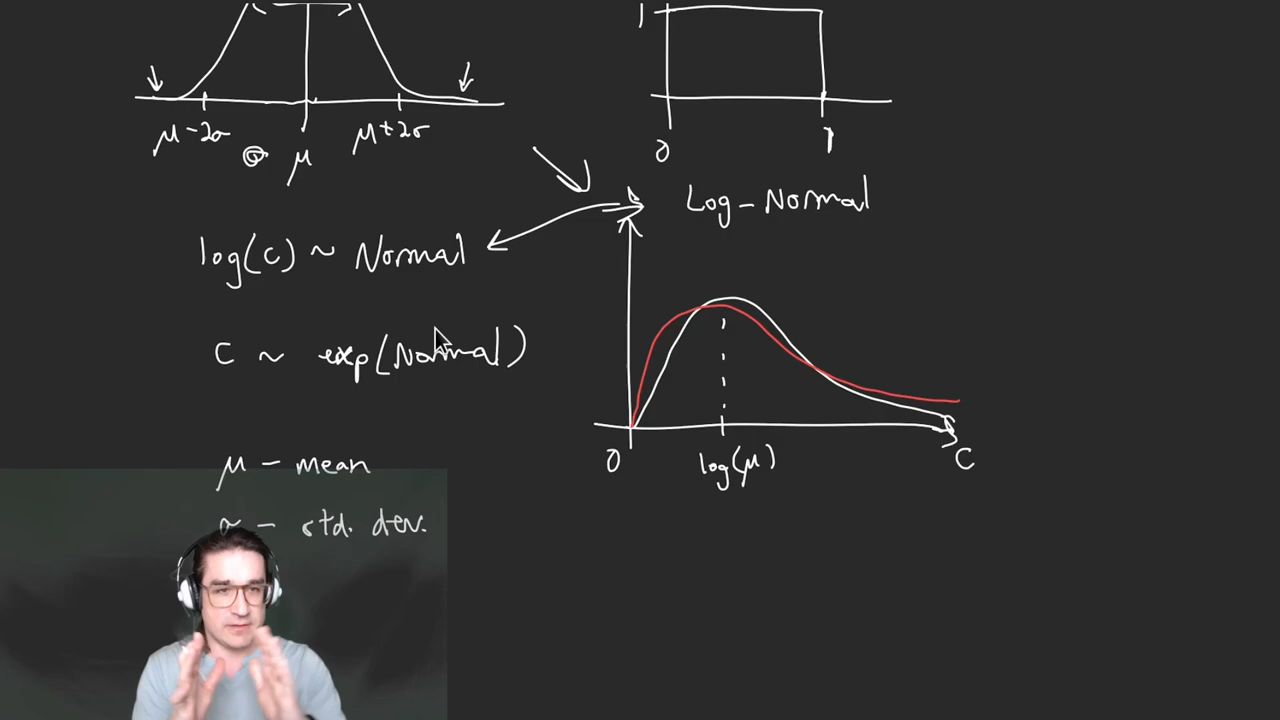 μ-2σ
μ
μ+2σ
1
0
1
Log-Normal
log(c) ~ Normal
c ~ exp(Normal)
0
log(μ)
C
μ - mean
σ - std. dev.